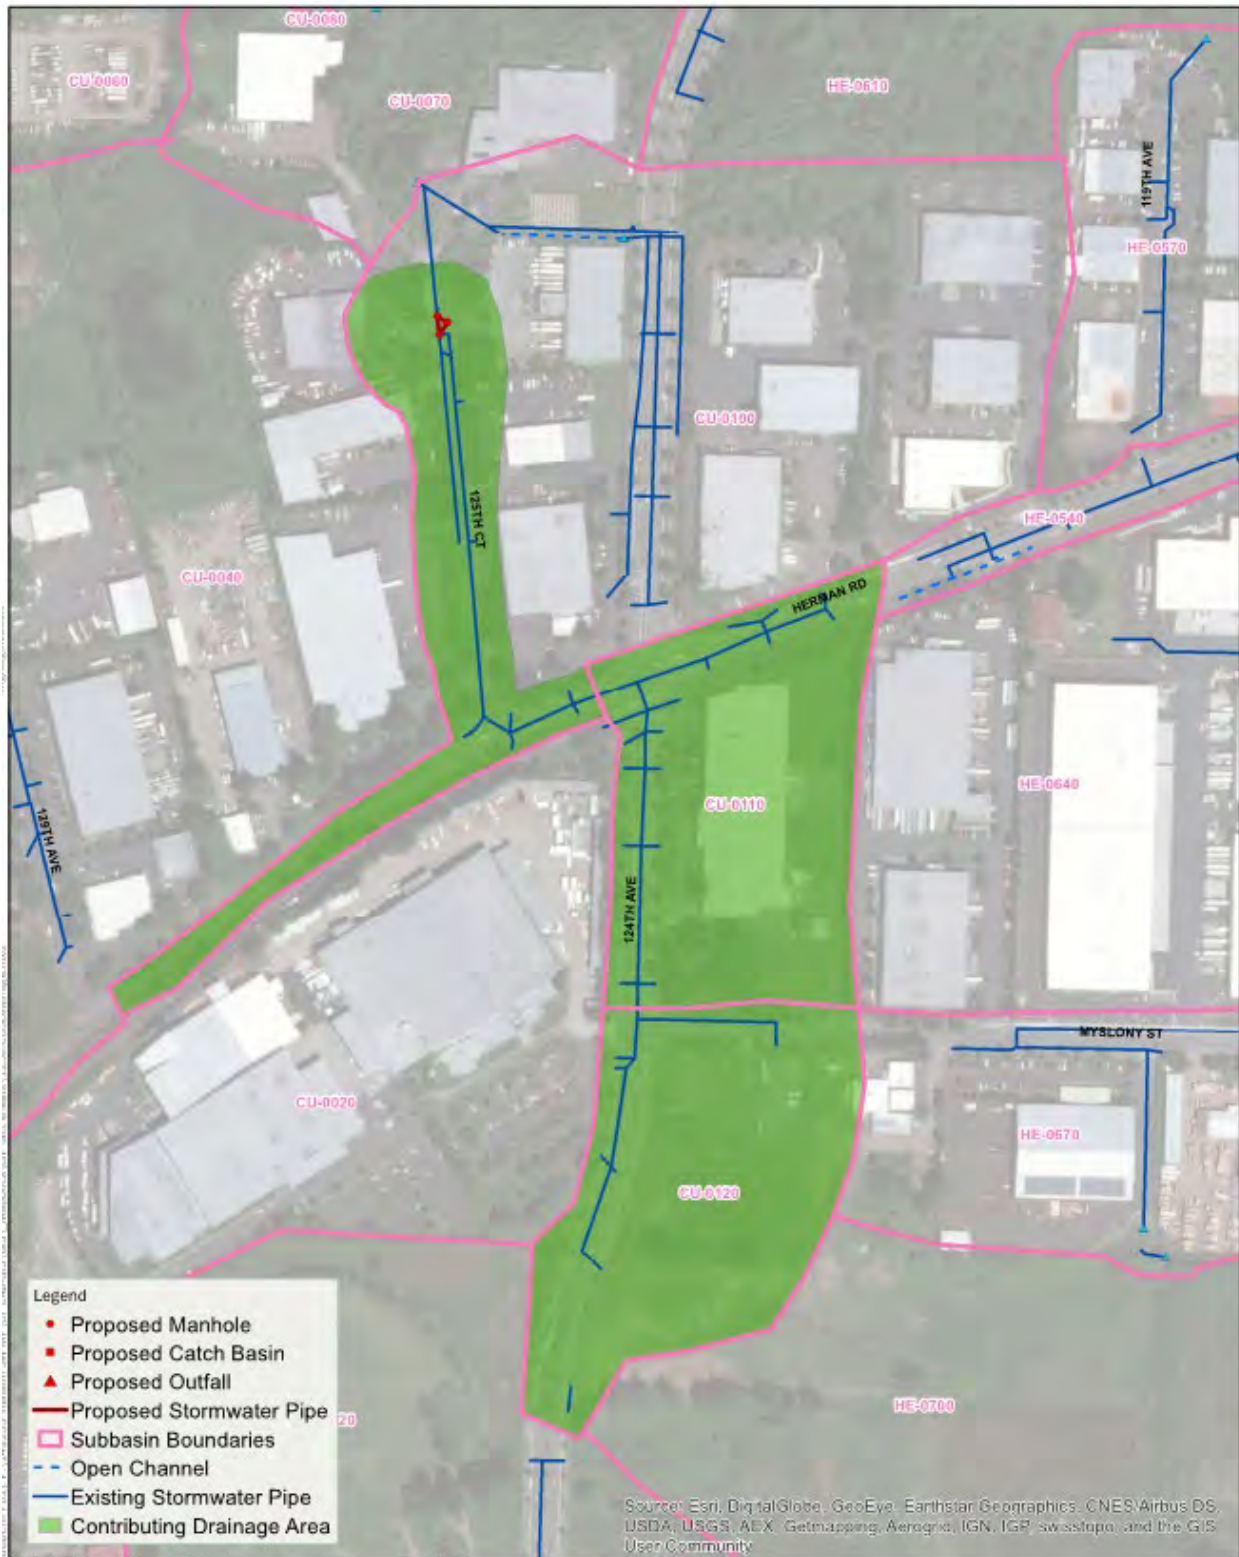 CU-0080
CU-0060
CU-0070
HE-0610
119TH AVE
HE-0570
CU-0100
125TH CT
HE-0540
CU-0040
HERMAN RD
HE-0640
CU-0110
129TH AVE
124TH AVE
MYSLONY ST
CU-0020
HE-0670
CU-0120
HE-0700
20
Legend
Proposed Manhole
Proposed Catch Basin
Proposed Outfall
Proposed Stormwater Pipe
Subbasin Boundaries
Open Channel
Existing Stormwater Pipe
Contributing Drainage Area
Source: Esri, DigitalGlobe, GeoEye, Earthstar Geographics, CNES/Airbus DS,
USDA, USGS, AEX, Getmapping, Aerogrid, IGN, IGP, swisstopo, and the GIS
User Community